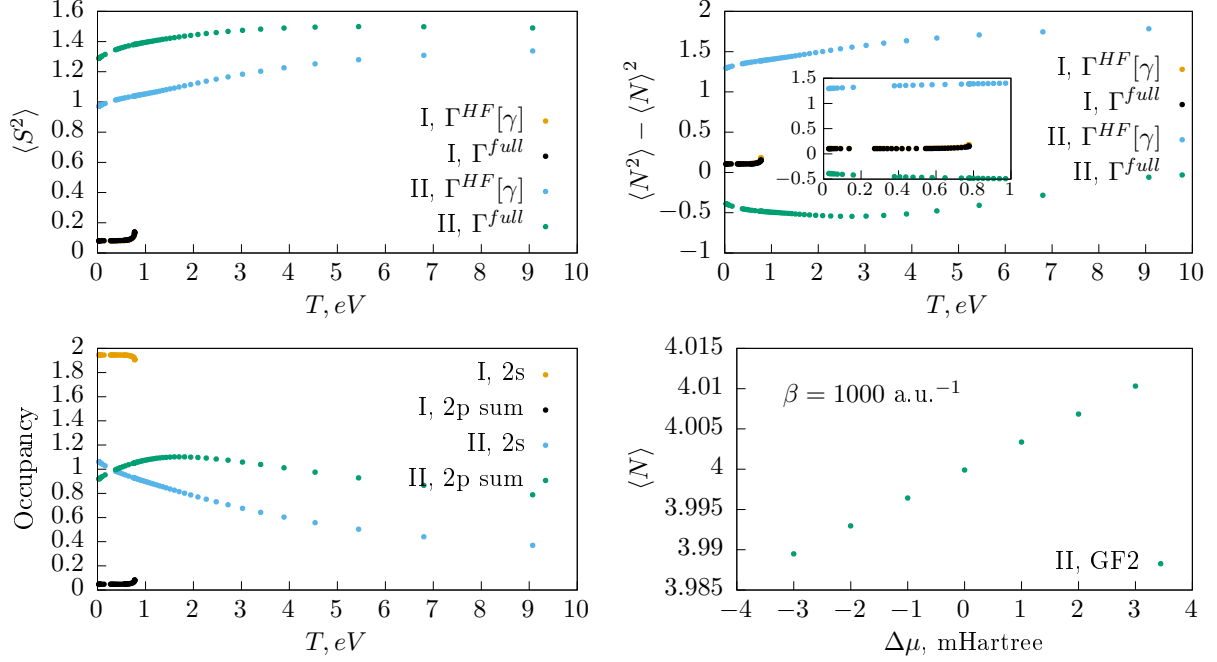 ⟨S²⟩
1.6
1.4
1.2
1
0.8
0.6
0.4
0.2
0
I, Γ^{HF}[γ]
I, Γ^{full}
II, Γ^{HF}[γ]
II, Γ^{full}
0 1 2 3 4 5 6 7 8 9 10
T, eV
⟨N²⟩ − ⟨N⟩²
2
1.5
1
0.5
0
−0.5
−1
I, Γ^{HF}[γ]
I, Γ^{full}
II, Γ^{HF}[γ]
II, Γ^{full}
1.5
1
0.5
0
−0.5
0 0.2 0.4 0.6 0.8 1
0 1 2 3 4 5 6 7 8 9 10
T, eV
Occupancy
2
1.8
1.6
1.4
1.2
1
0.8
0.6
0.4
0.2
0
I, 2s
I, 2p sum
II, 2s
II, 2p sum
0 1 2 3 4 5 6 7 8 9 10
T, eV
⟨N⟩
4.015
4.01
4.005
4
3.995
3.99
3.985
β = 1000 a.u.⁻¹
II, GF2
−4 −3 −2 −1 0 1 2 3 4
Δμ, mHartree